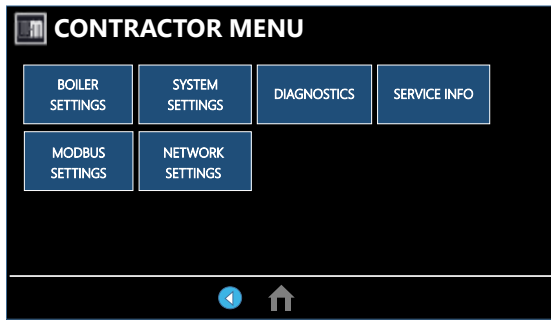 CONTRACTOR MENU
BOILER
SETTINGS
SYSTEM
SETTINGS
DIAGNOSTICS
SERVICE INFO
MODBUS
SETTINGS
NETWORK
SETTINGS